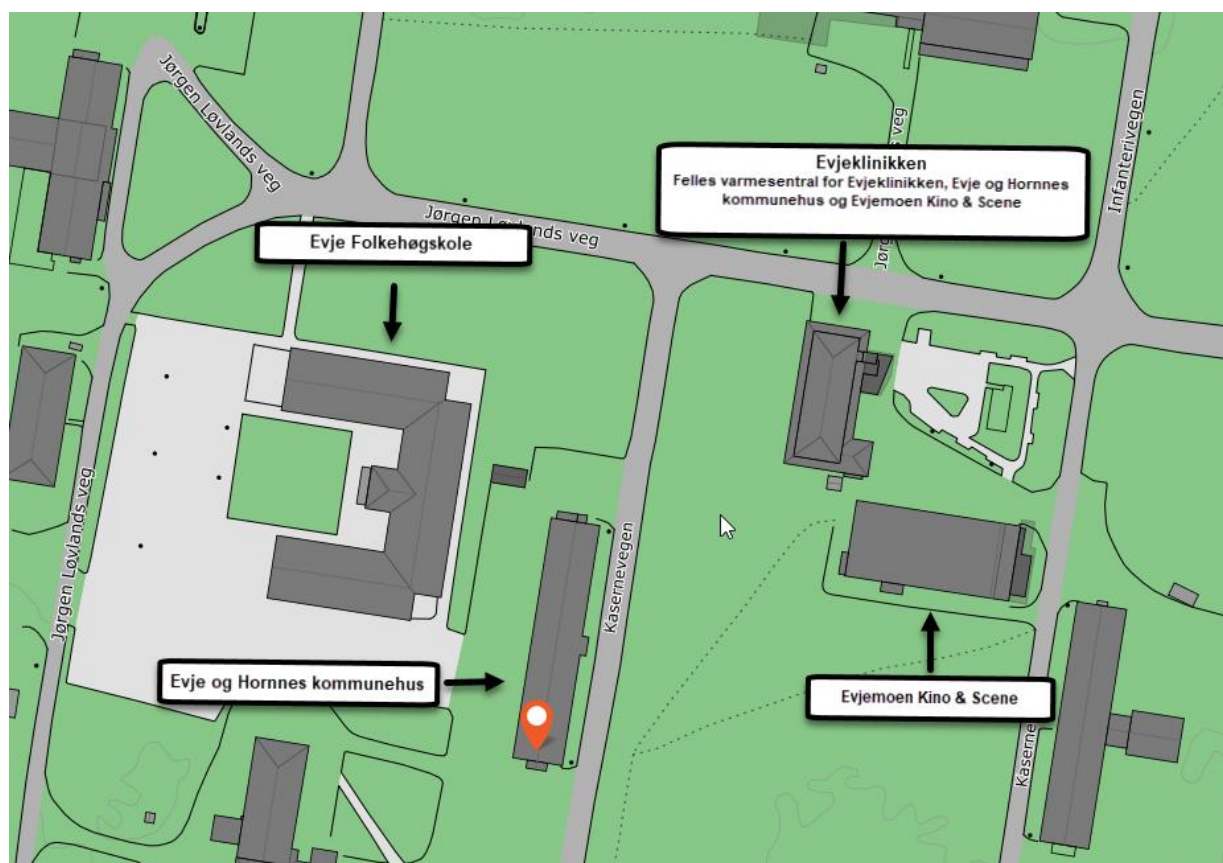 Jørgen Løvlands veg
Infanterivegen
Evjeklinikken
Felles varmesentral for Evjeklinikken, Evje og Hornnes
kommunehus og Evjemoen Kino & Scene
Jørgen Løvlands veg
Evje Folkehøgskole
Jørgen Løvlands veg
Kasernevegen
Evje og Hornnes kommunehus
Evjemoen Kino & Scene